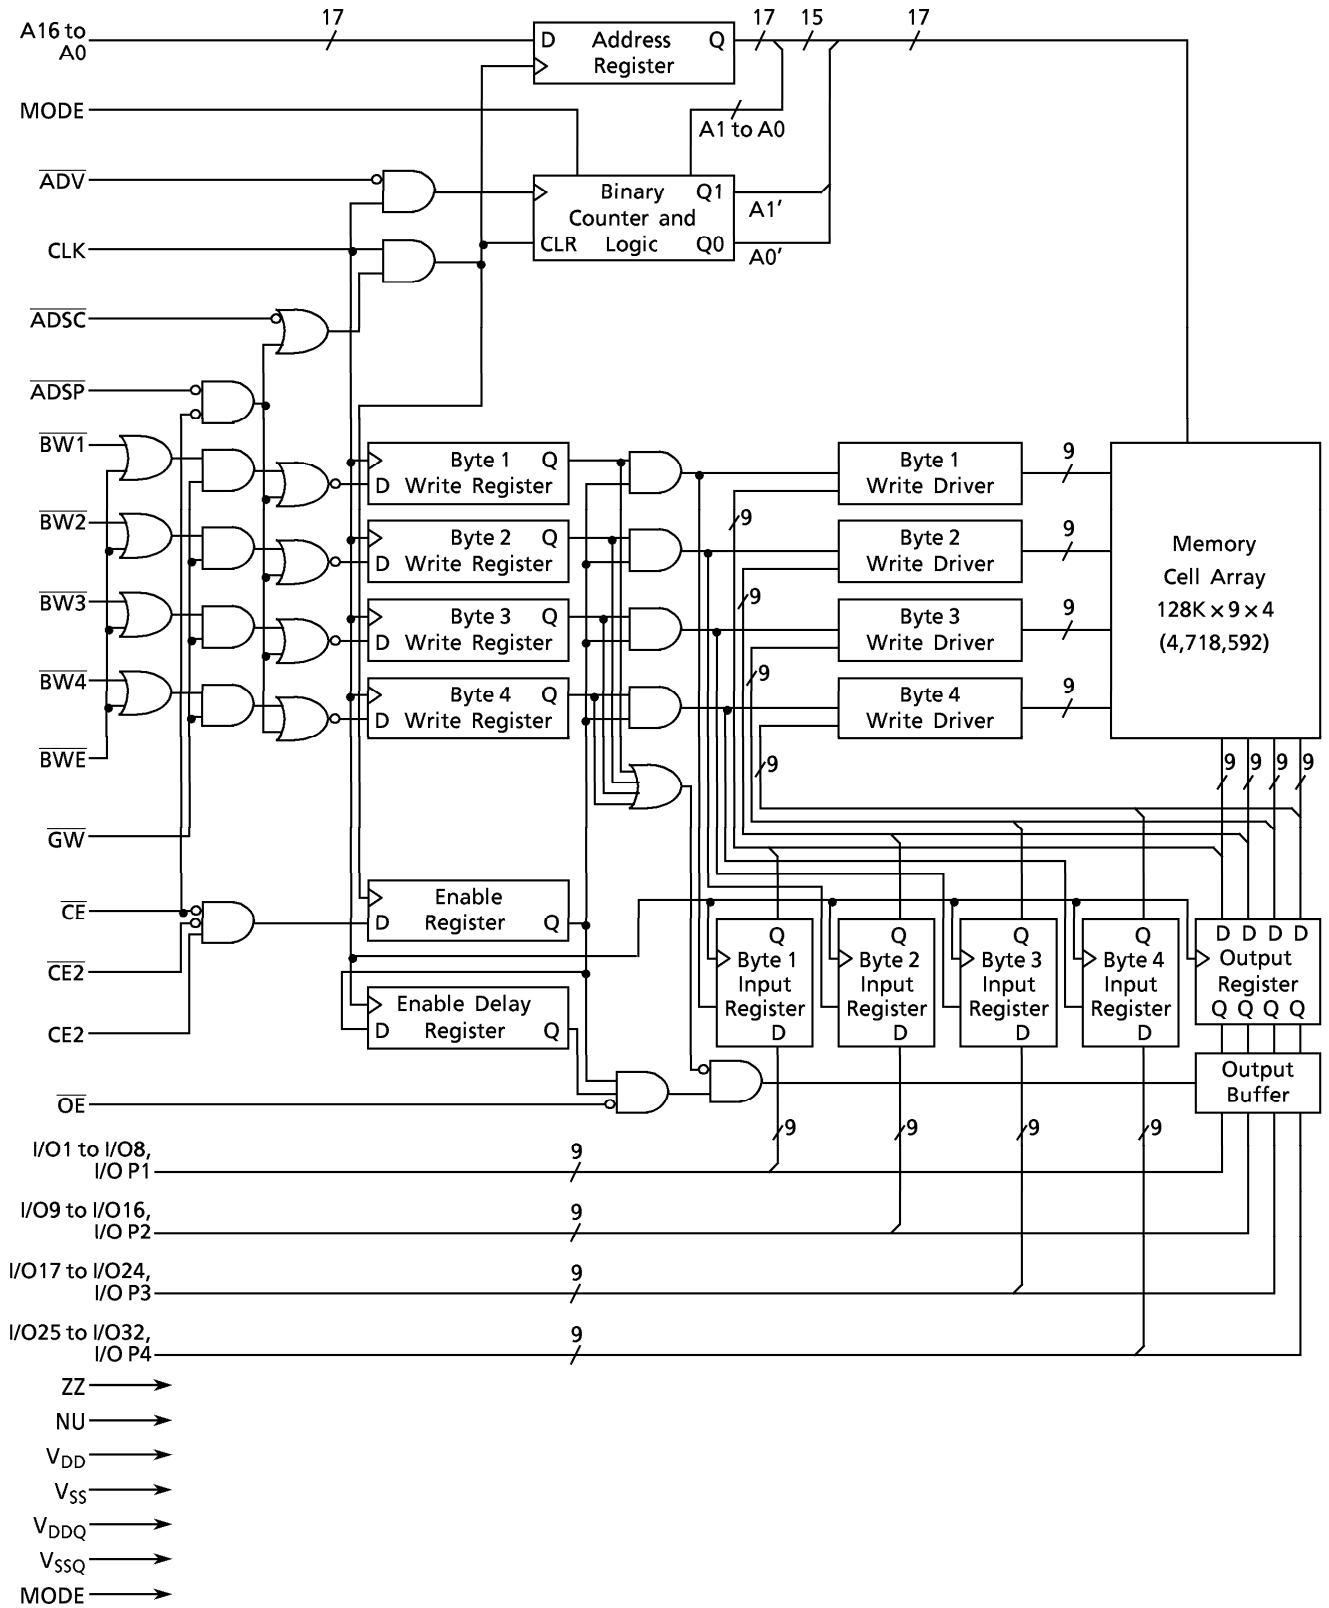 A16 to
A0
17
D Address Q
Register
17
15
17
MODE
A1 to A0
ADV
Binary Q1
Counter and
CLR Logic Q0
A1'
A0'
CLK
ADSC
ADSP
BW1
BW2
BW3
BW4
BWE
GW
CE
CE2
CE2
OE
Byte 1 Q
D Write Register
Byte 2 Q
D Write Register
Byte 3 Q
D Write Register
Byte 4 Q
D Write Register
Byte 1
Write Driver
Byte 2
Write Driver
Byte 3
Write Driver
Byte 4
Write Driver
9
9
9
9
9
9
9
9
Memory
Cell Array
128K×9×4
(4,718,592)
9 9 9 9
Enable
D Register Q
Enable Delay
D Register Q
Q
Byte 1
Input
Register
D
Q
Byte 2
Input
Register
D
Q
Byte 3
Input
Register
D
Q
Byte 4
Input
Register
D
D D D D
Output
Register
Q Q Q Q
Output
Buffer
9
9
9
9
I/O1 to I/O8,
I/O P1
9
I/O9 to I/O16,
I/O P2
9
I/O17 to I/O24,
I/O P3
9
I/O25 to I/O32,
I/O P4
9
ZZ
NU
VDD
VSS
VDDQ
VSSQ
MODE